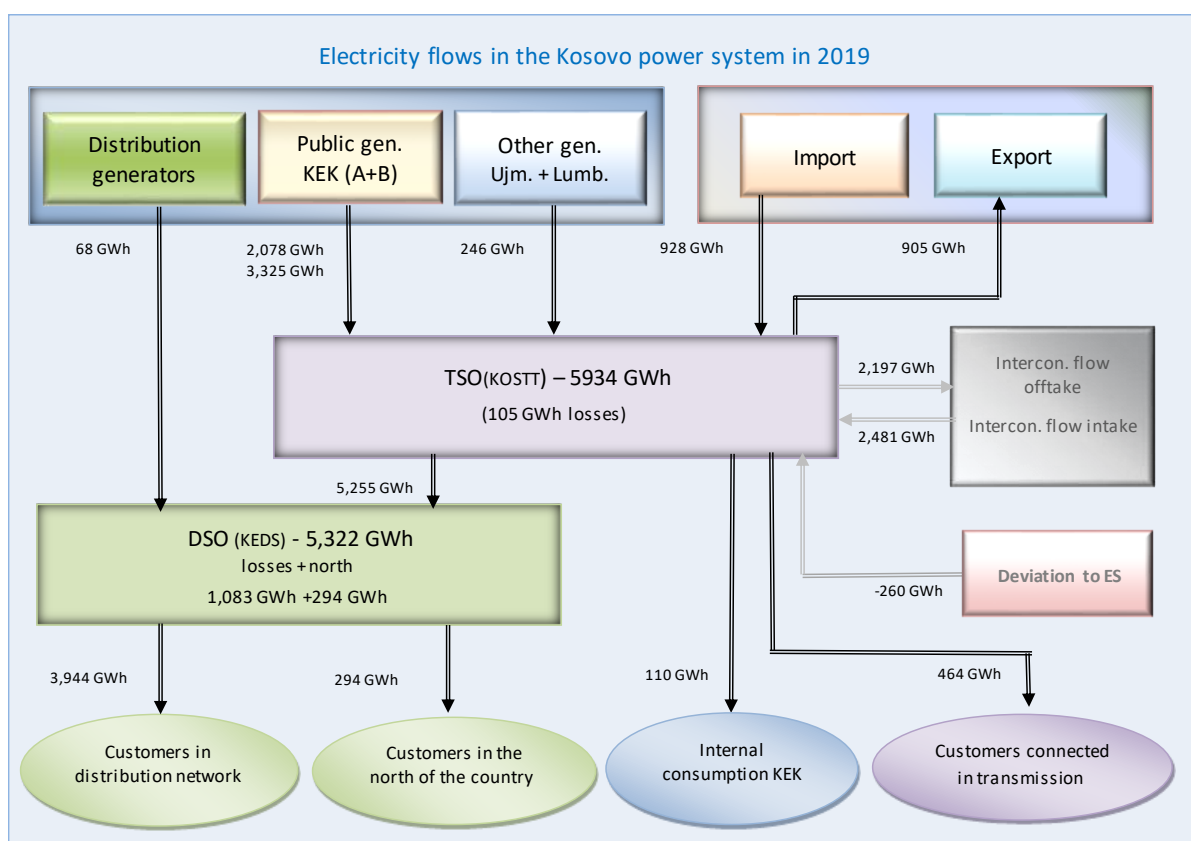 Electricity flows in the Kosovo power system in 2019
Distribution
generators
Public gen.
KEK (A+B)
Other gen.
Ujm. + Lumb.
Import
Export
68 GWh
2,078 GWh
3,325 GWh
246 GWh
928 GWh
905 GWh
TSO(KOSTT) – 5934 GWh
(105 GWh losses)
2,197 GWh
2,481 GWh
Intercon. flow
offtake
Intercon. flow intake
5,255 GWh
DSO (KEDS) - 5,322 GWh
losses + north
1,083 GWh +294 GWh
Deviation to ES
-260 GWh
3,944 GWh
294 GWh
110 GWh
464 GWh
Customers in
distribution network
Customers in the
north of the country
Internal
consumption KEK
Customers connected
in transmission